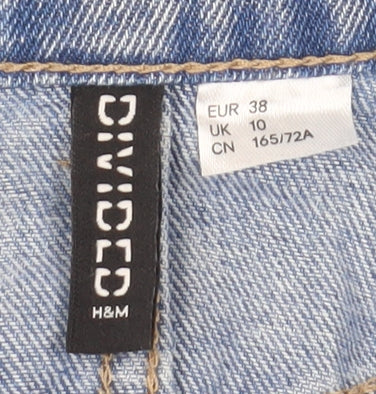 DIVIDED
H&M
EUR 38
UK 10
CN 165/72A